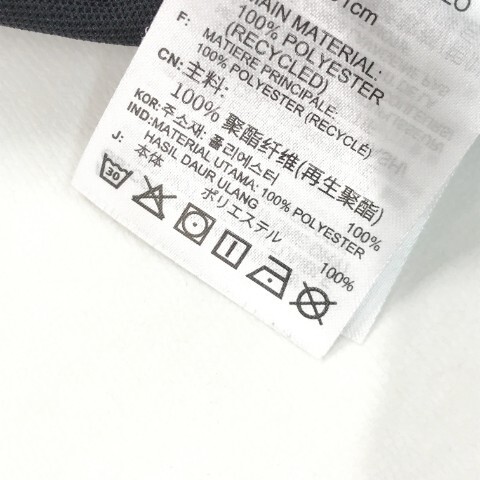 MAIN MATERIAL:
100% POLYESTER
(RECYCLED)
F: MATIERE PRINCIPALE:
100% POLYESTER (RECYCLÉ)
CN: 主料:
100% 聚酯纤维(再生聚酯)
KOR: 주소재: 폴리에스터 100%
IND: MATERIAL UTAMA: 100% POLYESTER
HASIL DAUR ULANG
J: 本体
ポリエステル 100%
30